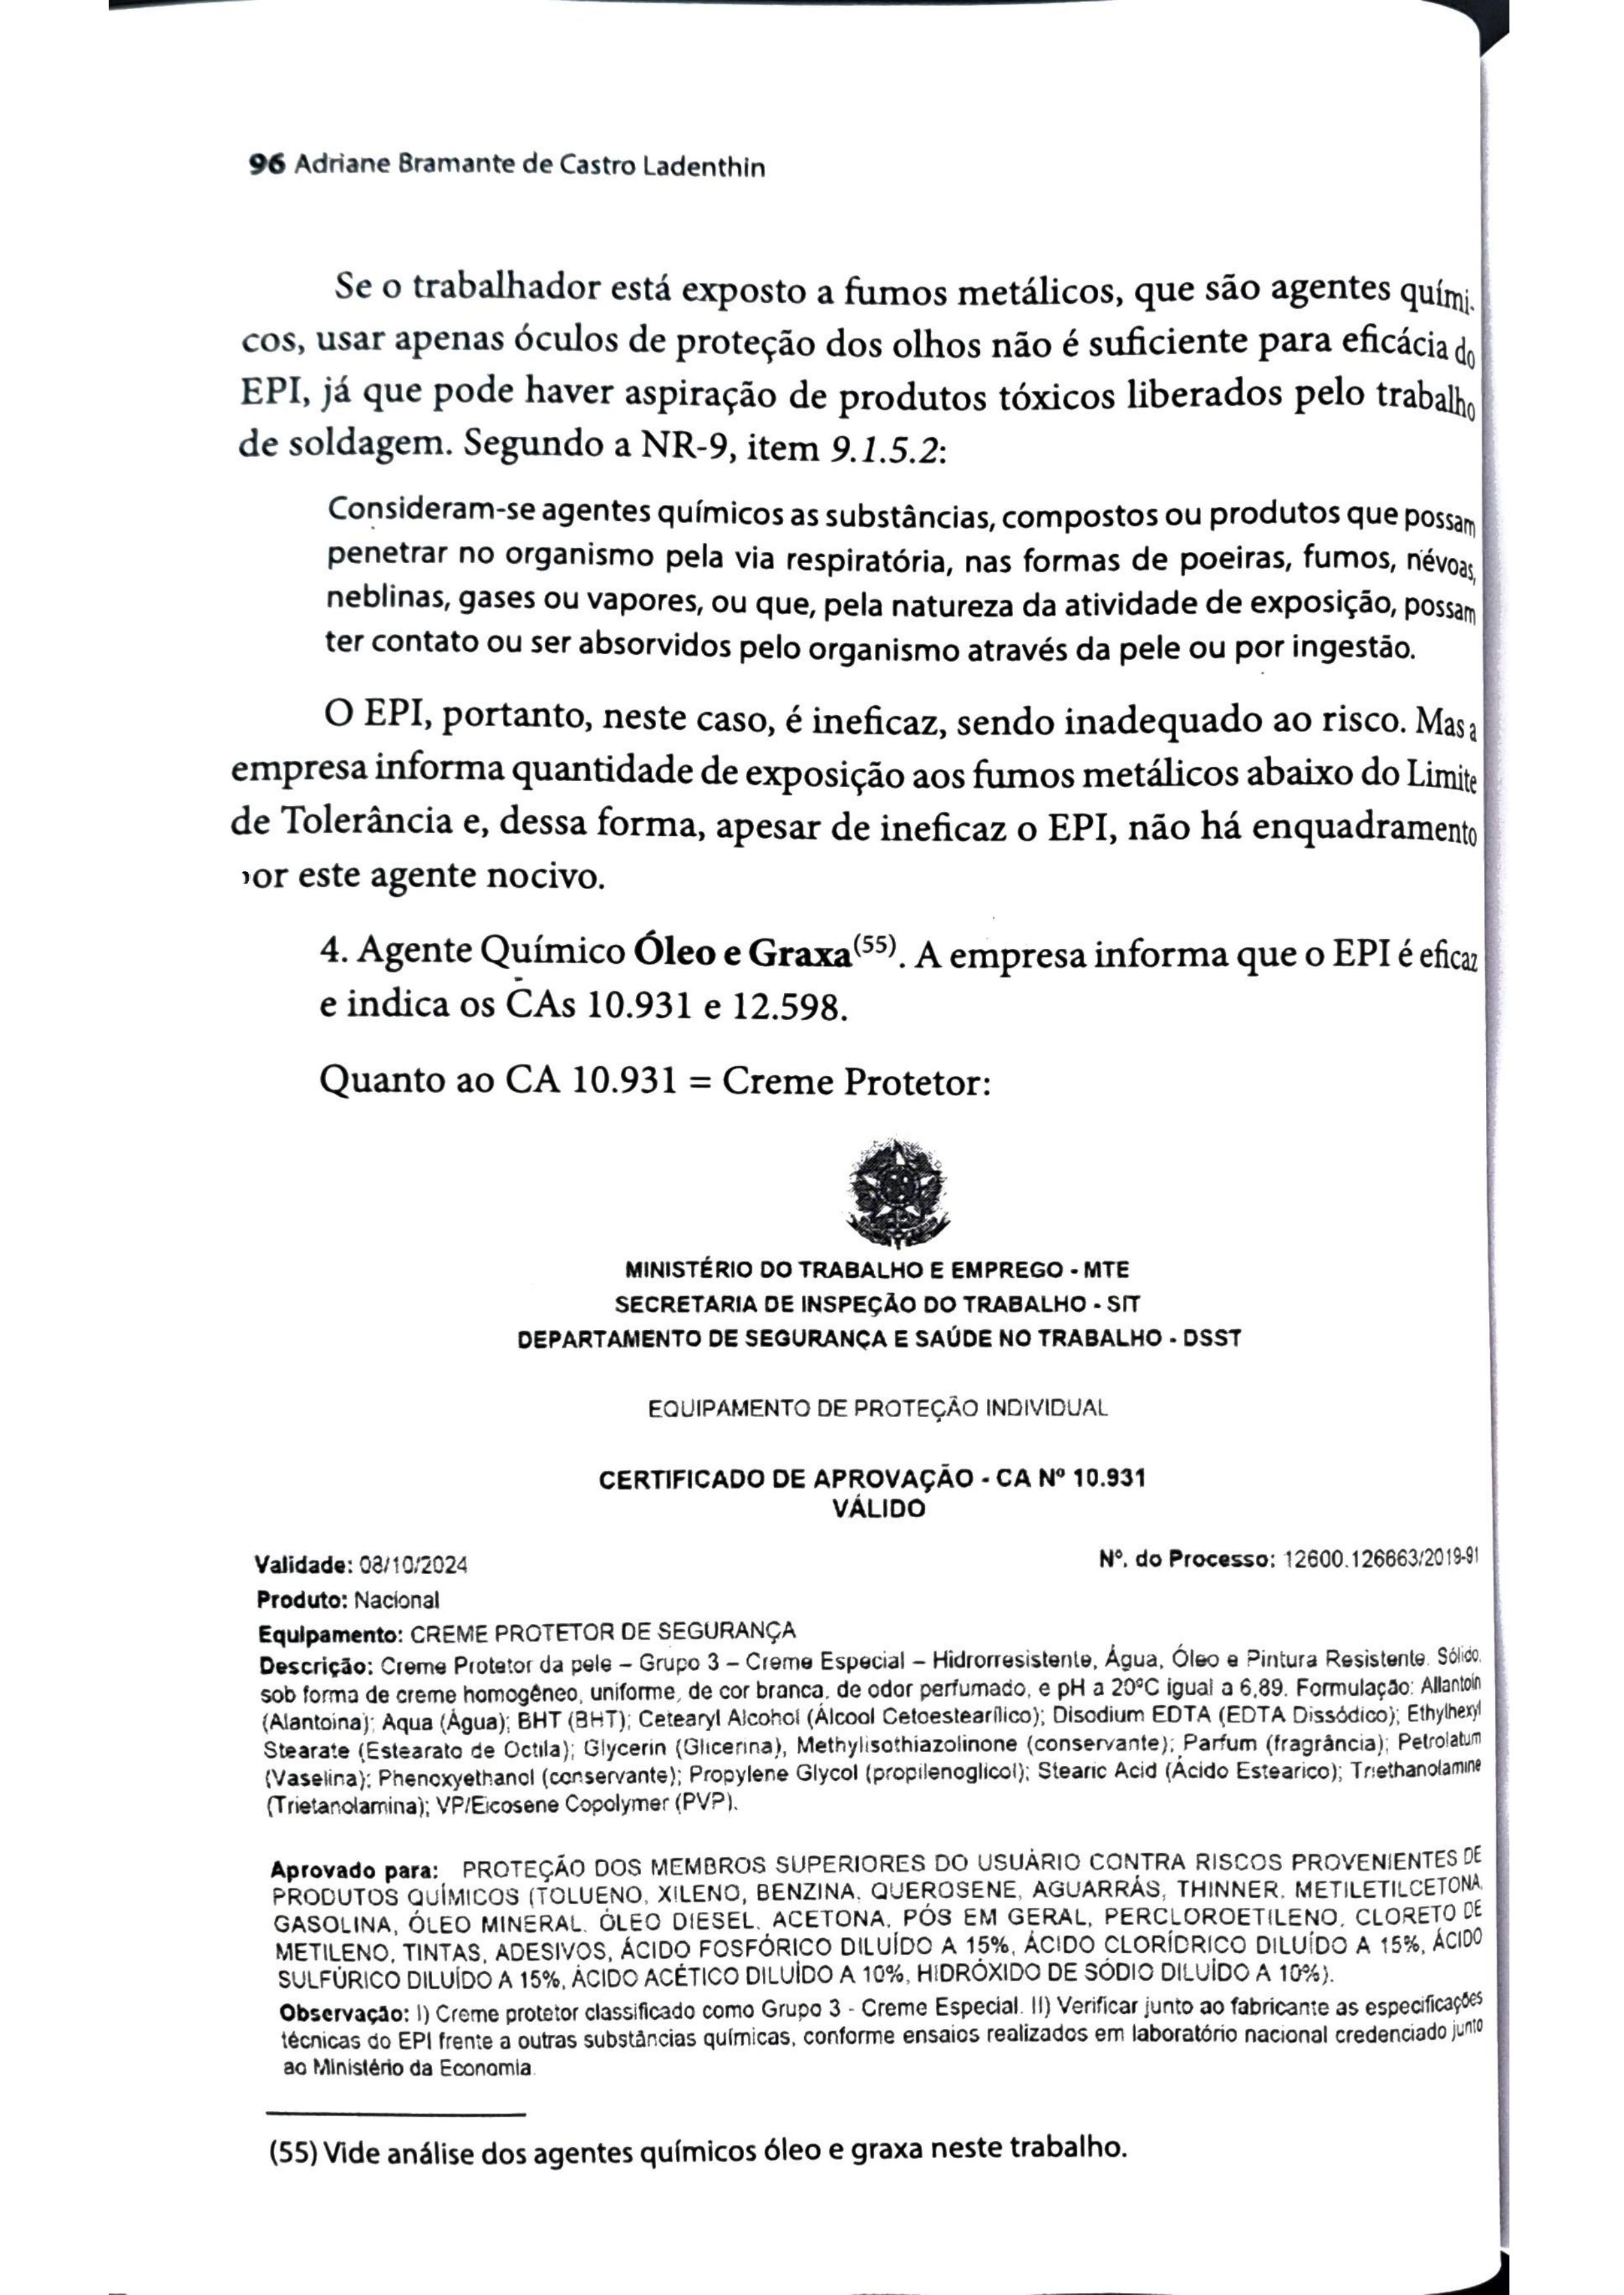 96 Adriane Bramante de Castro Ladenthin
Se o trabalhador está exposto a fumos metálicos, que são agentes quími-
cos, usar apenas óculos de proteção dos olhos não é suficiente para eficácia do
EPI, já que pode haver aspiração de produtos tóxicos liberados pelo trabalho
de soldagem. Segundo a NR-9, item 9.1.5.2:
Consideram-se agentes químicos as substâncias, compostos ou produtos que possam
penetrar no organismo pela via respiratória, nas formas de poeiras, fumos, névoas,
neblinas, gases ou vapores, ou que, pela natureza da atividade de exposição, possam
ter contato ou ser absorvidos pelo organismo através da pele ou por ingestão.
O EPI, portanto, neste caso, é ineficaz, sendo inadequado ao risco. Mas a
empresa informa quantidade de exposição aos fumos metálicos abaixo do Limite
de Tolerância e, dessa forma, apesar de ineficaz o EPI, não há enquadramento
por este agente nocivo.
4. Agente Químico Óleo e Graxa(55). A empresa informa que o EPI é eficaz
e indica os CAs 10.931 e 12.598.
Quanto ao CA 10.931 = Creme Protetor:
MINISTÉRIO DO TRABALHO E EMPREGO - MTE
SECRETARIA DE INSPEÇÃO DO TRABALHO - SIT
DEPARTAMENTO DE SEGURANÇA E SAÚDE NO TRABALHO - DSST
EQUIPAMENTO DE PROTEÇÃO INDIVIDUAL
CERTIFICADO DE APROVAÇÃO - CA Nº 10.931
VÁLIDO
Validade: 08/10/2024 Nº. do Processo: 12600.126663/2019-91
Produto: Nacional
Equipamento: CREME PROTETOR DE SEGURANÇA
Descrição: Creme Protetor da pele – Grupo 3 – Creme Especial – Hidrorresistente, Água, Óleo e Pintura Resistente. Sólido,
sob forma de creme homogêneo, uniforme, de cor branca, de odor perfumado, e pH a 20ºC igual a 6,89. Formulação: Allantoin
(Alantoína); Aqua (Água); BHT (BHT); Cetearyl Alcohol (Álcool Cetoestearílico); Disodium EDTA (EDTA Dissódico); Ethylhexyl
Stearate (Estearato de Octila); Glycerin (Glicerina), Methylisothiazolinone (conservante); Parfum (fragrância); Petrolatum
(Vaselina); Phenoxyethanol (conservante); Propylene Glycol (propilenoglicol); Stearic Acid (Ácido Estearico); Triethanolamine
(Trietanolamina); VP/Eicosene Copolymer (PVP).
Aprovado para: PROTEÇÃO DOS MEMBROS SUPERIORES DO USUÁRIO CONTRA RISCOS PROVENIENTES DE
PRODUTOS QUÍMICOS (TOLUENO, XILENO, BENZINA, QUEROSENE, AGUARRÁS, THINNER, METILETILCETONA,
GASOLINA, ÓLEO MINERAL, ÓLEO DIESEL, ACETONA, PÓS EM GERAL, PERCLOROETILENO, CLORETO DE
METILENO, TINTAS, ADESIVOS, ÁCIDO FOSFÓRICO DILUÍDO A 15%, ÁCIDO CLORÍDRICO DILUÍDO A 15%, ÁCIDO
SULFÚRICO DILUÍDO A 15%, ÁCIDO ACÉTICO DILUÍDO A 10%, HIDRÓXIDO DE SÓDIO DILUÍDO A 10%).
Observação: I) Creme protetor classificado como Grupo 3 - Creme Especial. II) Verificar junto ao fabricante as especificações
técnicas do EPI frente a outras substâncias químicas, conforme ensaios realizados em laboratório nacional credenciado junto
ao Ministério da Economia.
(55) Vide análise dos agentes químicos óleo e graxa neste trabalho.